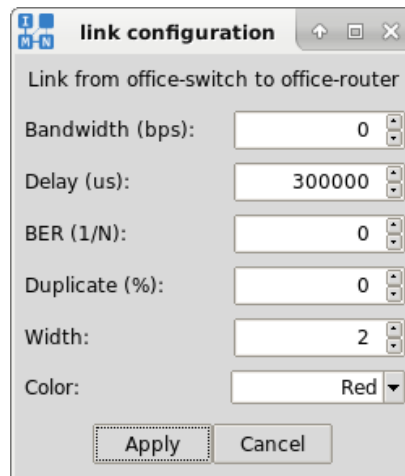 I
M N
link configuration
Link from office-switch to office-router
Bandwidth (bps): 0
Delay (us): 300000
BER (1/N): 0
Duplicate (%): 0
Width: 2
Color: Red
Apply Cancel